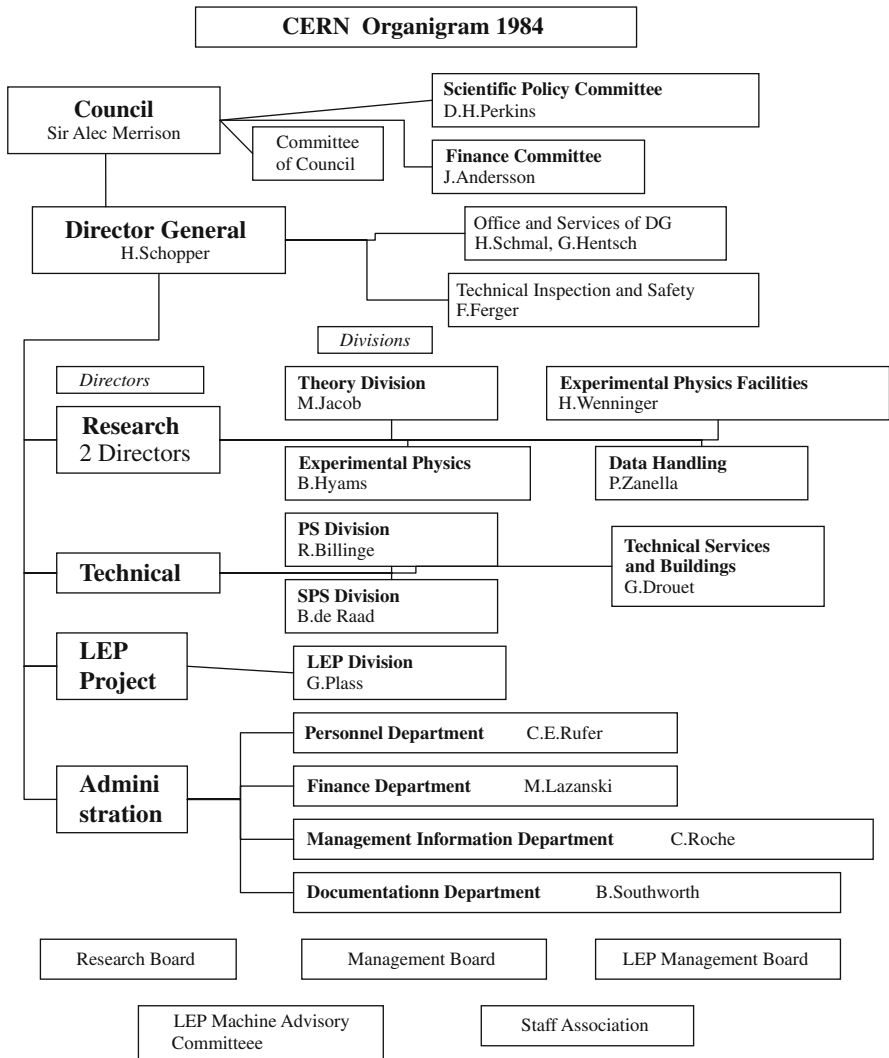 CERN Organigram 1984
Council
Sir Alec Merrison
Scientific Policy Committee
D.H.Perkins
Committee
of Council
Finance Committee
J.Andersson
Director General
H.Schopper
Office and Services of DG
H.Schmal, G.Hentsch
Technical Inspection and Safety
F.Ferger
Divisions
Directors
Theory Division
M.Jacob
Experimental Physics Facilities
H.Wenninger
Research
2 Directors
Experimental Physics
B.Hyams
Data Handling
P.Zanella
PS Division
R.Billinge
Technical Services
and Buildings
G.Drouet
Technical
SPS Division
B.de Raad
LEP
Project
LEP Division
G.Plass
Personnel Department C.E.Rufer
Admini
stration
Finance Department M.Lazanski
Management Information Department C.Roche
Documentationn Department B.Southworth
Research Board
Management Board
LEP Management Board
LEP Machine Advisory
Committeee
Staff Association